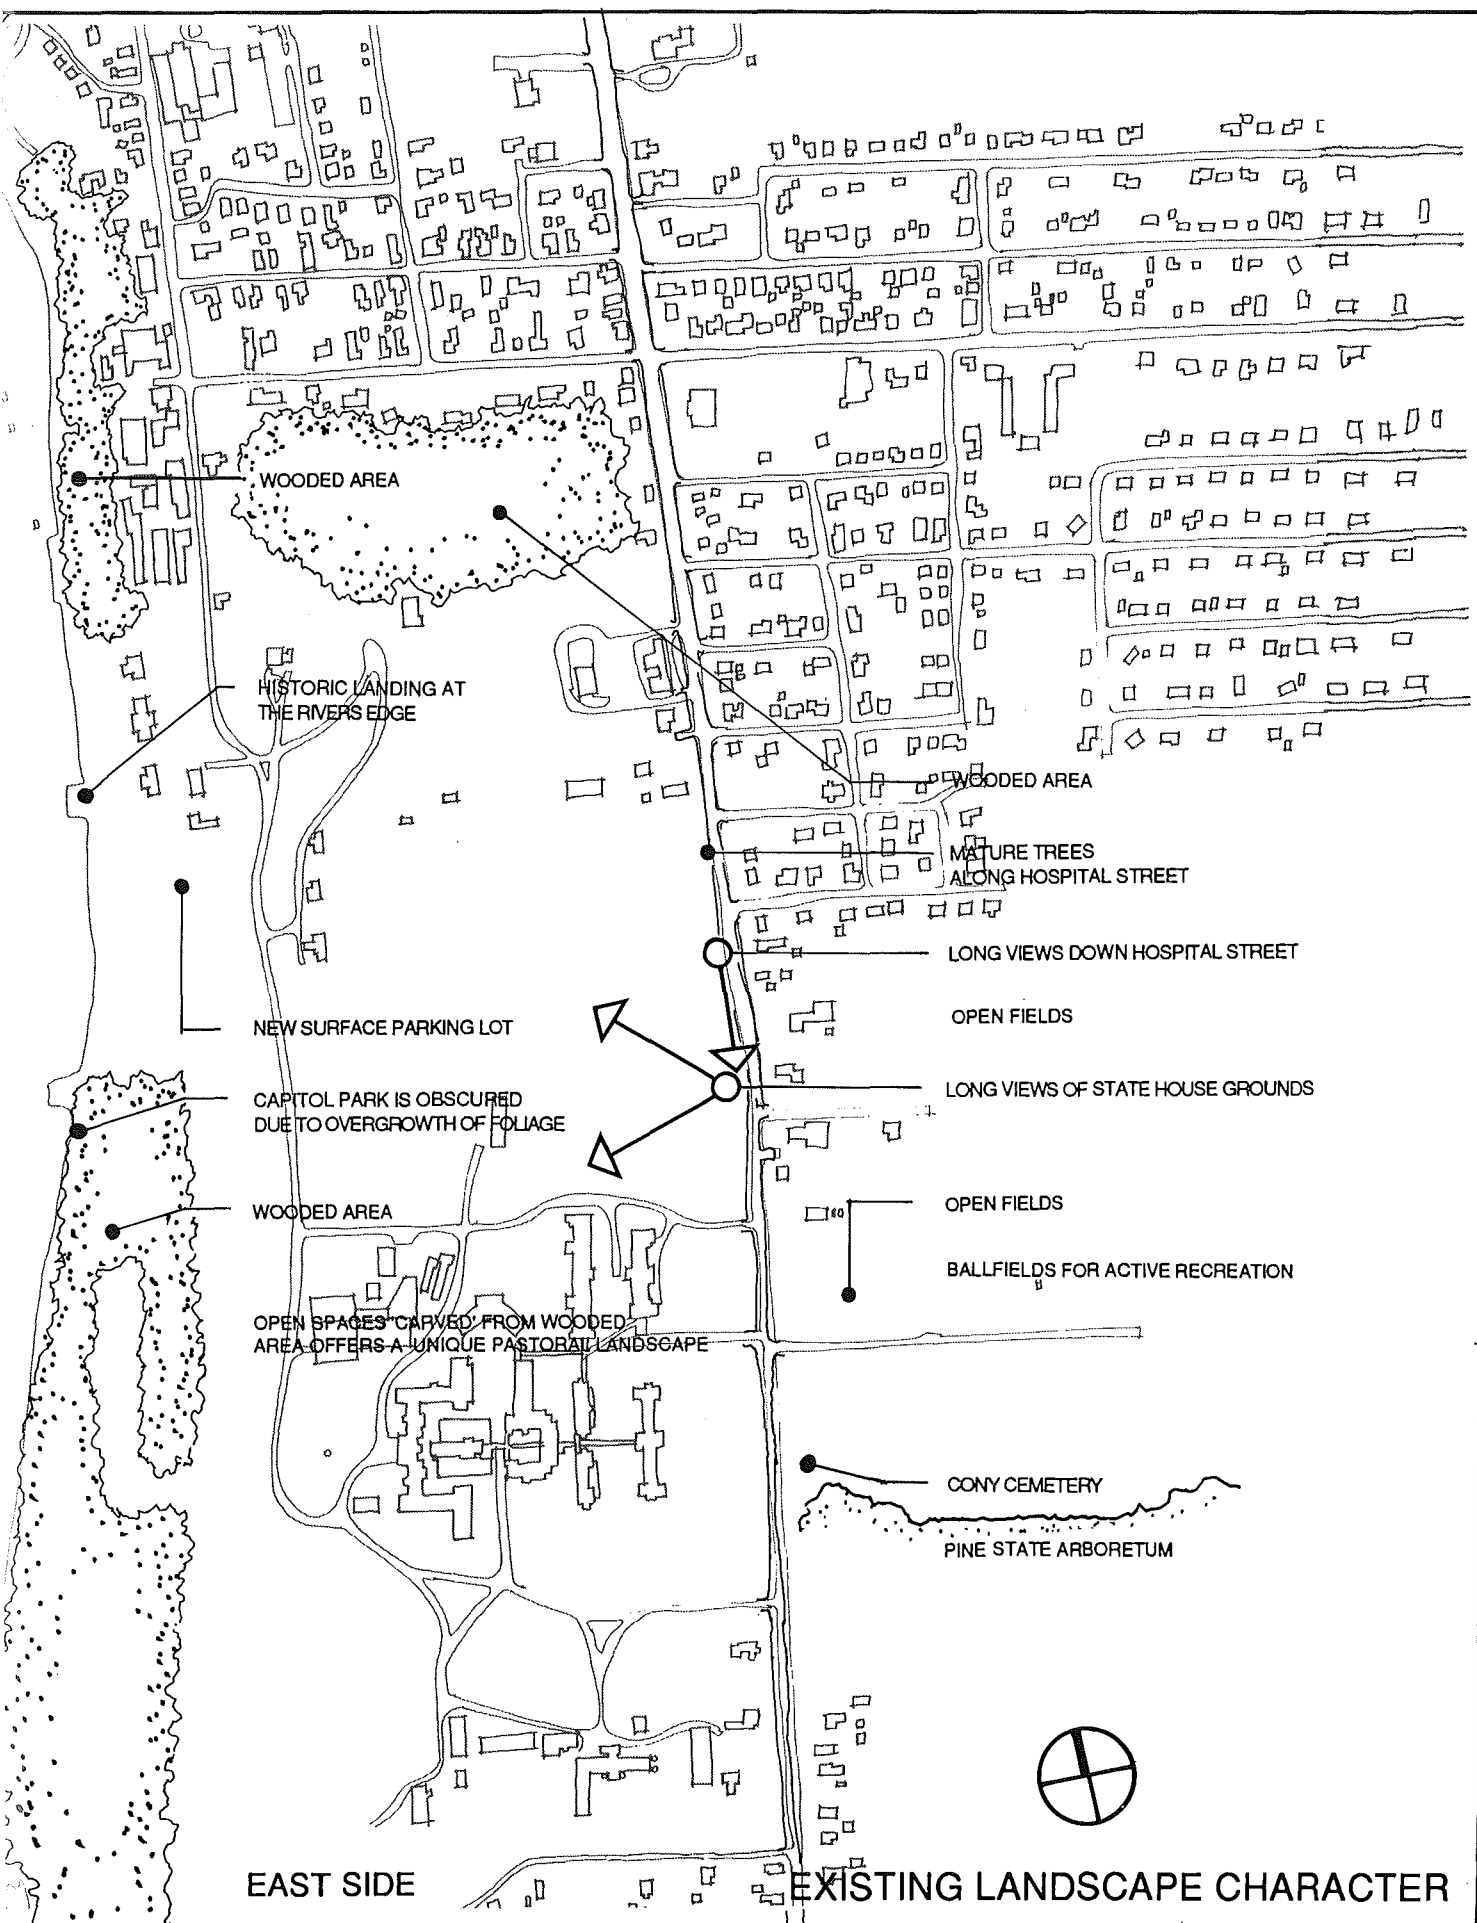 WOODED AREA
HISTORIC LANDING AT
THE RIVERS EDGE
WOODED AREA
MATURE TREES
ALONG HOSPITAL STREET
LONG VIEWS DOWN HOSPITAL STREET
OPEN FIELDS
NEW SURFACE PARKING LOT
LONG VIEWS OF STATE HOUSE GROUNDS
CAPITOL PARK IS OBSCURED
DUE TO OVERGROWTH OF FOLIAGE
WOODED AREA
OPEN FIELDS
BALLFIELDS FOR ACTIVE RECREATION
OPEN SPACES "CARVED' FROM WOODED
AREA OFFERS A UNIQUE PASTORAL LANDSCAPE
CONY CEMETERY
PINE STATE ARBORETUM
EAST SIDE
EXISTING LANDSCAPE CHARACTER